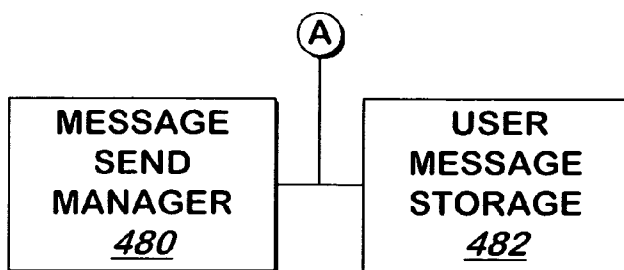 A
MESSAGE
SEND
MANAGER
480
USER
MESSAGE
STORAGE
482